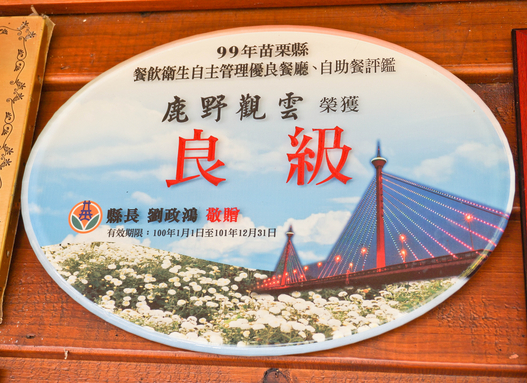 99年苗栗縣
餐飲衛生自主管理優良餐廳、自助餐評鑑
鹿野觀雲 榮獲
良 級
縣長 劉政鴻 敬贈
有效期限：100年1月1日至101年12月31日